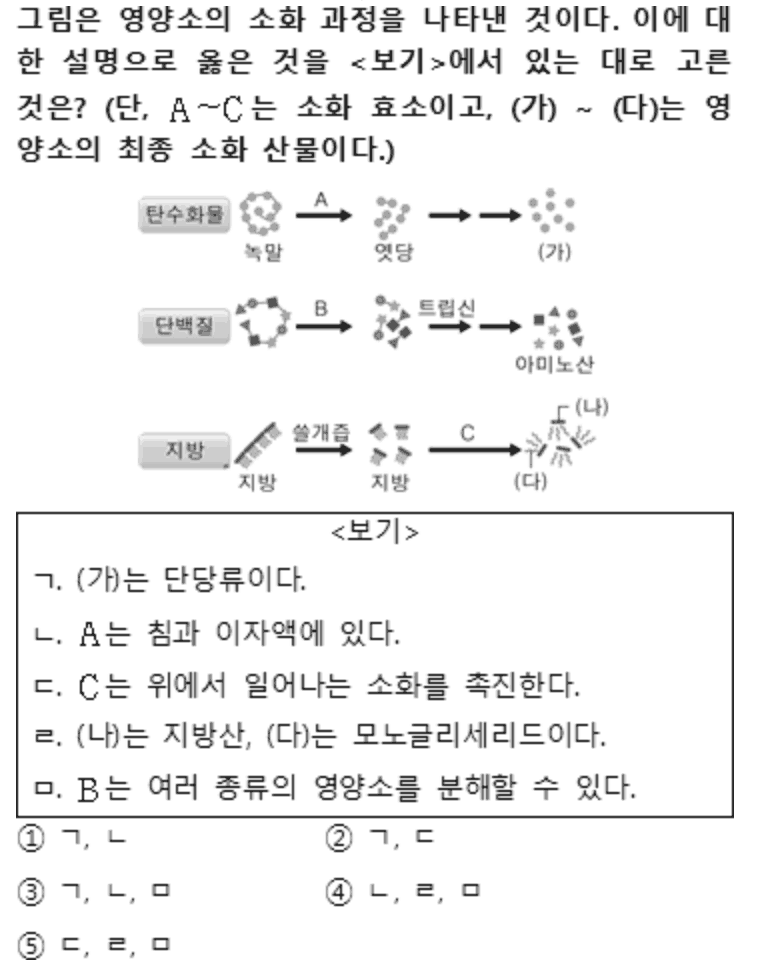 그림은 영양소의 소화 과정을 나타낸 것이다. 이에 대
한 설명으로 옳은 것을 <보기>에서 있는 대로 고른
것은? (단, A~C는 소화 효소이고, (가) ~ (다)는 영
양소의 최종 소화 산물이다.)
탄수화물
A
녹말
엿당
(가)
단백질
B
트립신
아미노산
지방
쓸개즙
C
(나)
지방
지방
(다)
<보기>
ㄱ. (가)는 단당류이다.
ㄴ. A는 침과 이자액에 있다.
ㄷ. C는 위에서 일어나는 소화를 촉진한다.
ㄹ. (나)는 지방산, (다)는 모노글리세리드이다.
ㅁ. B는 여러 종류의 영양소를 분해할 수 있다.
① ㄱ, ㄴ ② ㄱ, ㄷ
③ ㄱ, ㄴ, ㅁ ④ ㄴ, ㄹ, ㅁ
⑤ ㄷ, ㄹ, ㅁ